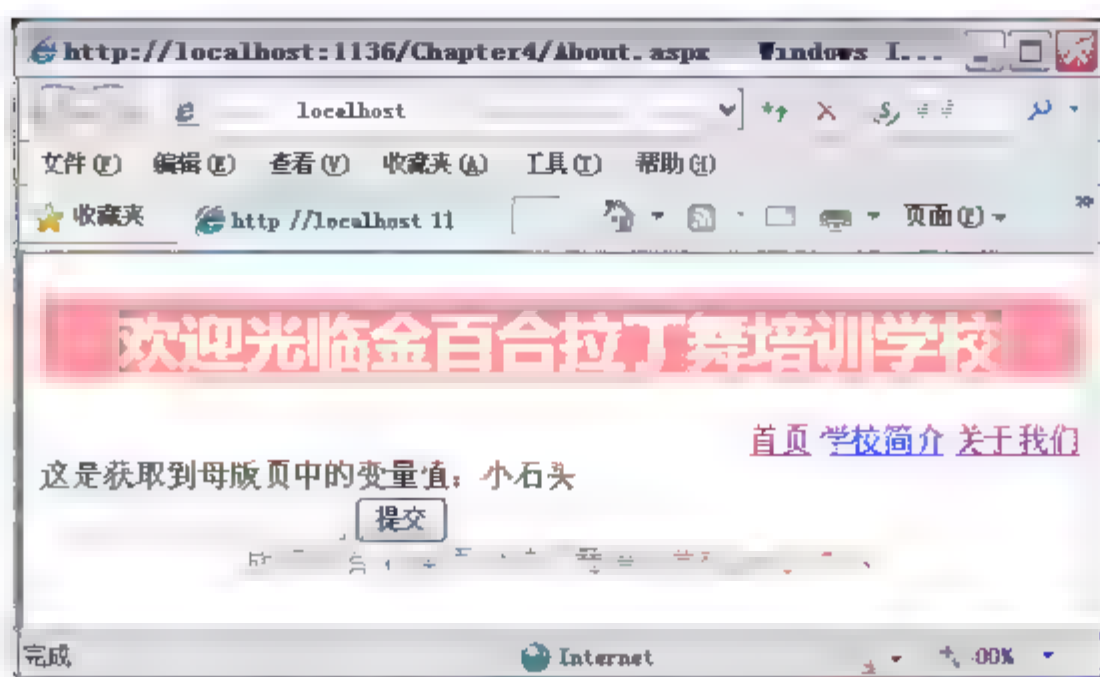 http://localhost:1136/Chapter4/About.aspx Windows I...
localhost
文件(F) 编辑(E) 查看(V) 收藏夹(A) 工具(T) 帮助(H)
收藏夹 http //localhost 11 页面(P)
欢迎光临金百合拉丁舞培训学校
首页 学校简介 关于我们
这是获取到母版页中的变量值：小石头
提交
完成 Internet 00%